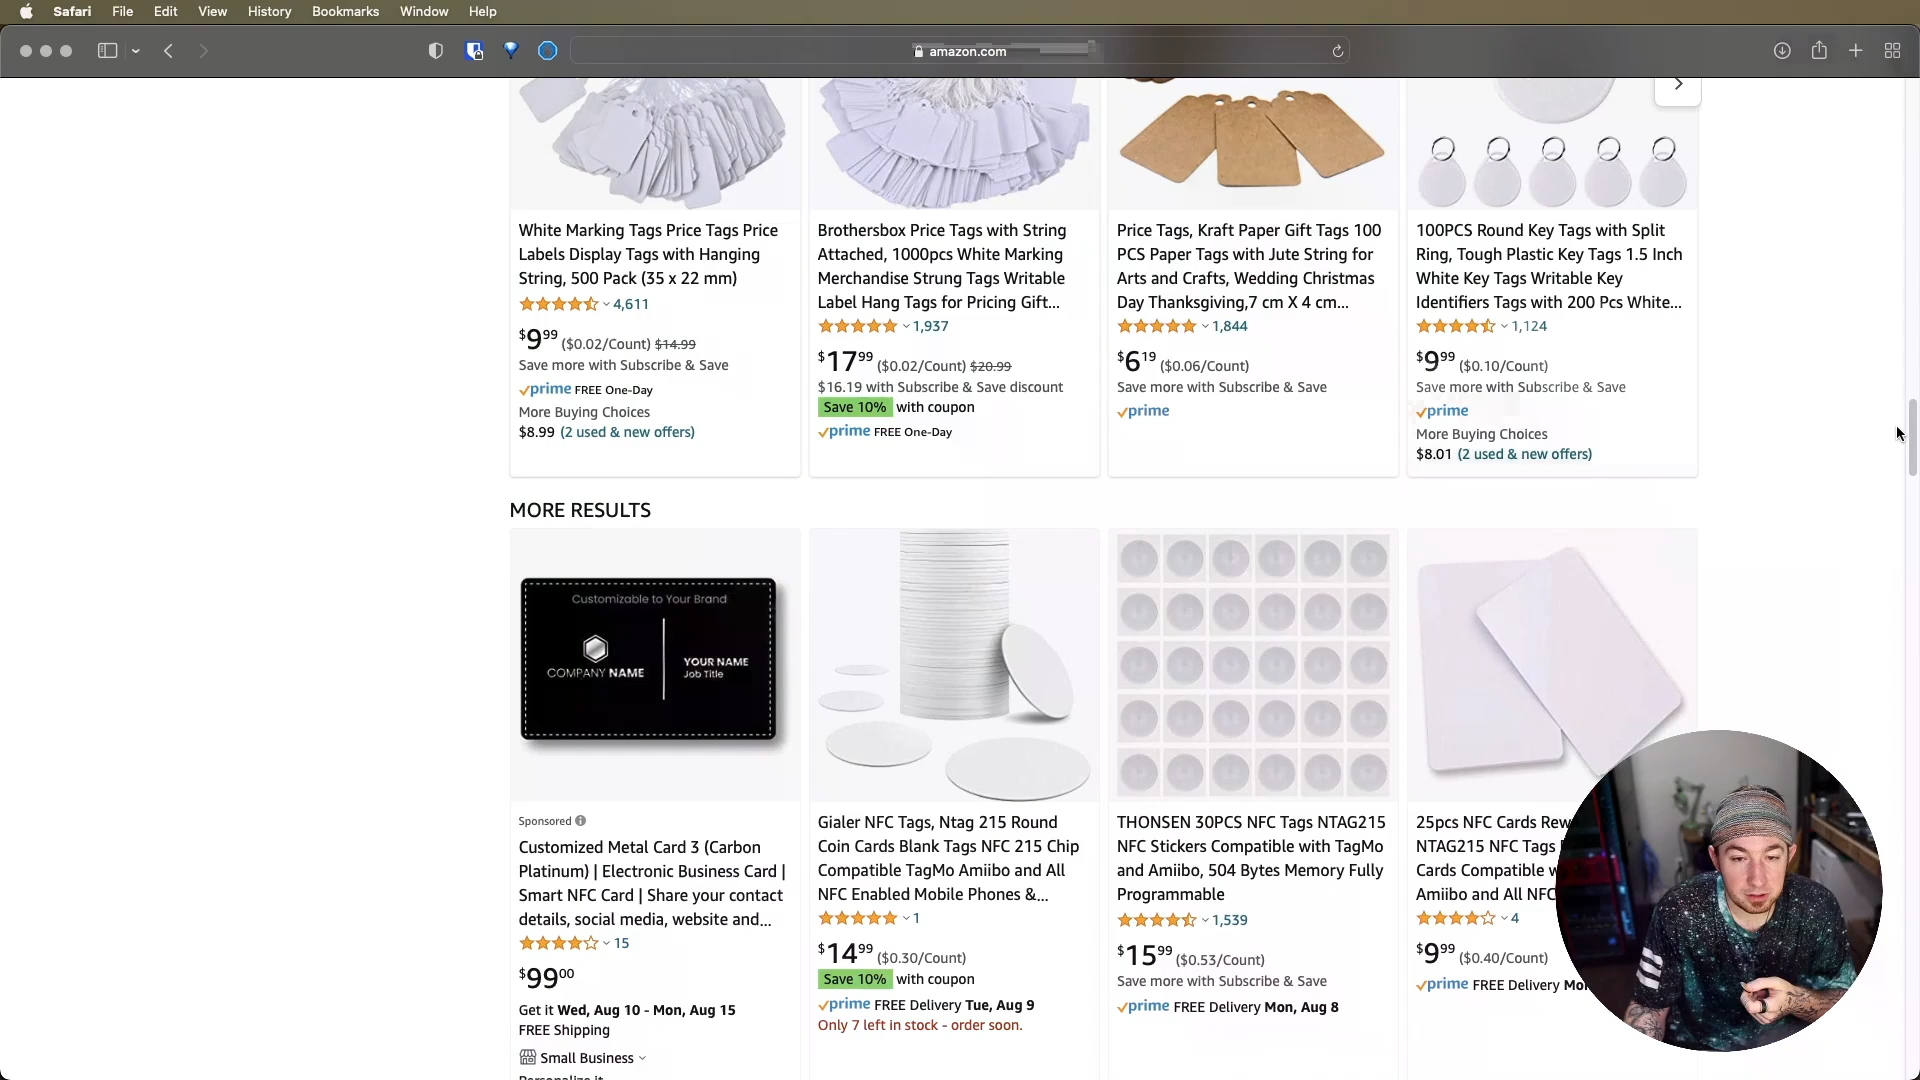 Safari File Edit View History Bookmarks Window Help
amazon.com
White Marking Tags Price Tags Price
Labels Display Tags with Hanging
String, 500 Pack (35 x 22 mm)
4,611
$9.99 ($0.02/Count) $14.99
Save more with Subscribe & Save
prime FREE One-Day
More Buying Choices
$8.99 (2 used & new offers)
Brothersbox Price Tags with String
Attached, 1000pcs White Marking
Merchandise Strung Tags Writable
Label Hang Tags for Pricing Gift...
1,937
$17.99 ($0.02/Count) $20.99
$16.19 with Subscribe & Save discount
Save 10% with coupon
prime FREE One-Day
Price Tags, Kraft Paper Gift Tags 100
PCS Paper Tags with Jute String for
Arts and Crafts, Wedding Christmas
Day Thanksgiving,7 cm X 4 cm...
1,844
$6.19 ($0.06/Count)
Save more with Subscribe & Save
prime
100PCS Round Key Tags with Split
Ring, Tough Plastic Key Tags 1.5 Inch
White Key Tags Writable Key
Identifiers Tags with 200 Pcs White...
1,124
$9.99 ($0.10/Count)
Save more with Subscribe & Save
prime
More Buying Choices
$8.01 (2 used & new offers)
MORE RESULTS
Customizable to Your Brand
COMPANY NAME
YOUR NAME
Job Title
Sponsored
Customized Metal Card 3 (Carbon
Platinum) | Electronic Business Card |
Smart NFC Card | Share your contact
details, social media, website and...
15
$99.00
Get it Wed, Aug 10 - Mon, Aug 15
FREE Shipping
Small Business
Personalize it
Gialer NFC Tags, Ntag 215 Round
Coin Cards Blank Tags NFC 215 Chip
Compatible TagMo Amiibo and All
NFC Enabled Mobile Phones &...
1
$14.99 ($0.30/Count)
Save 10% with coupon
prime FREE Delivery Tue, Aug 9
Only 7 left in stock - order soon.
THONSEN 30PCS NFC Tags NTAG215
NFC Stickers Compatible with TagMo
and Amiibo, 504 Bytes Memory Fully
Programmable
1,539
$15.99 ($0.53/Count)
Save more with Subscribe & Save
prime FREE Delivery Mon, Aug 8
25pcs NFC Cards
NTAG215 NFC Tags
Cards Compatible
Amiibo and All NFC
4
$9.99 ($0.40/Count)
prime FREE Delivery